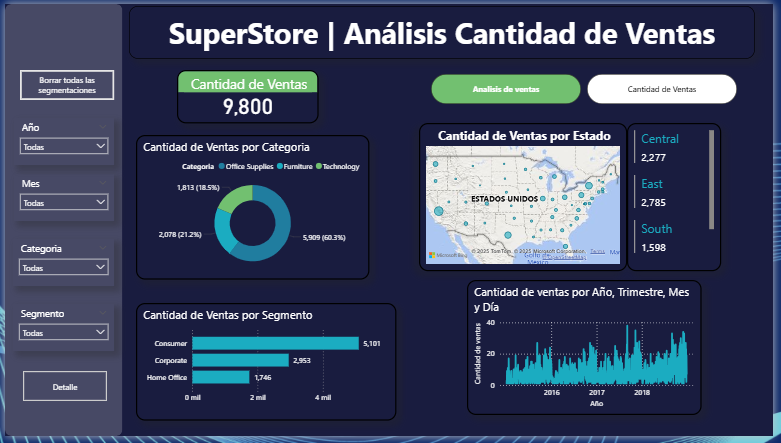 SuperStore | Análisis Cantidad de Ventas
Borrar todas las
segmentaciones
Año
Todas
Mes
Todas
Categoria
Todas
Segmento
Todas
Detalle
Cantidad de Ventas
9,800
Analisis de ventas
Cantidad de Ventas
Cantidad de Ventas por Categoria
Categoria Office Supplies Furniture Technology
1,813 (18.5%)
2,078 (21.2%)
5,909 (60.3%)
Cantidad de Ventas por Estado
ESTADOS UNIDOS
Microsoft Bing
© 2025 TomTom, © 2025 Microsoft Corporation, Terms
© OpenStreetMap
Golfo de
México
Central
2,277
East
2,785
South
1,598
Cantidad de Ventas por Segmento
Consumer 5,101
Corporate 2,953
Home Office 1,746
0 mil 2 mil 4 mil
Cantidad de ventas por Año, Trimestre, Mes
y Día
Cantidad de ventas
40
20
0
2016 2017 2018
Año